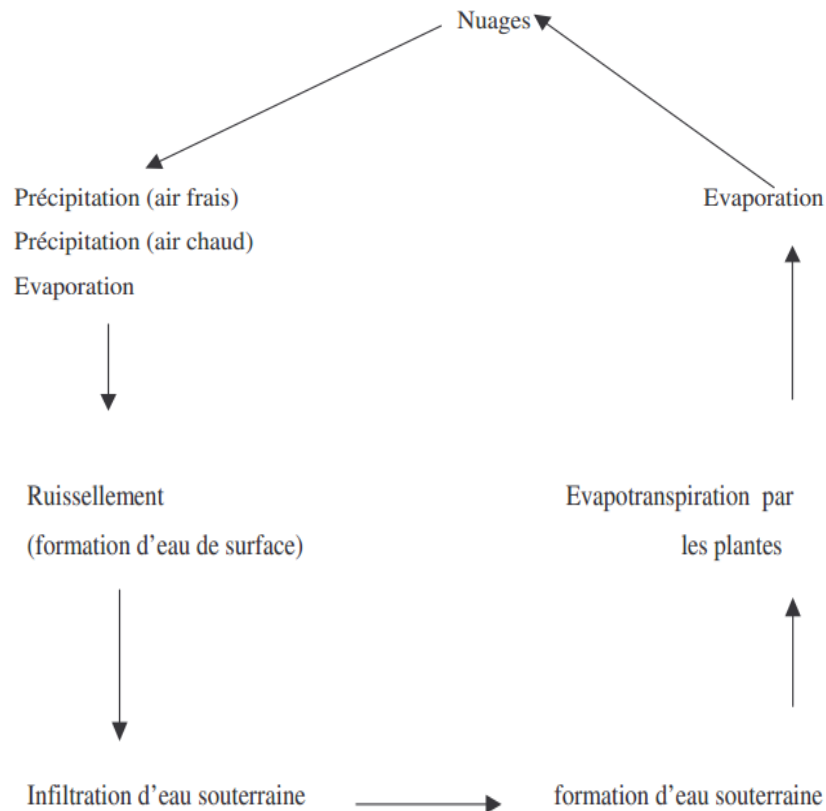 Nuages
Précipitation (air frais)
Evaporation
Précipitation (air chaud)
Evaporation
Ruissellement
Evapotranspiration par
(formation d'eau de surface)
les plantes
Infiltration d'eau souterraine
formation d'eau souterraine